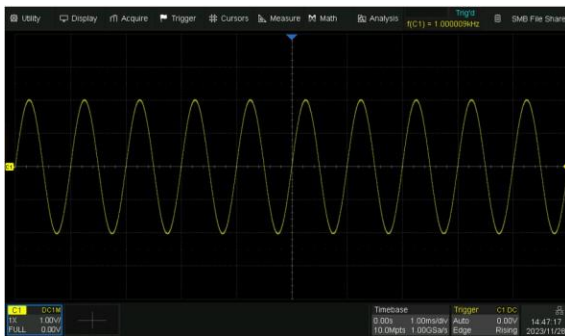 Utility Display Acquire Trigger Cursors Measure Math Analysis Trig'd SMB File Share
f(C1) = 1.000009kHz
C1
C1 DC1M
1X 1.00V/
FULL 0.00V
Timebase
0.00s 1.00ms/div
10.0Mpts 1.00GSa/s
Trigger C1 DC
Auto 0.00V
Edge Rising
14:47:17
2023/11/28